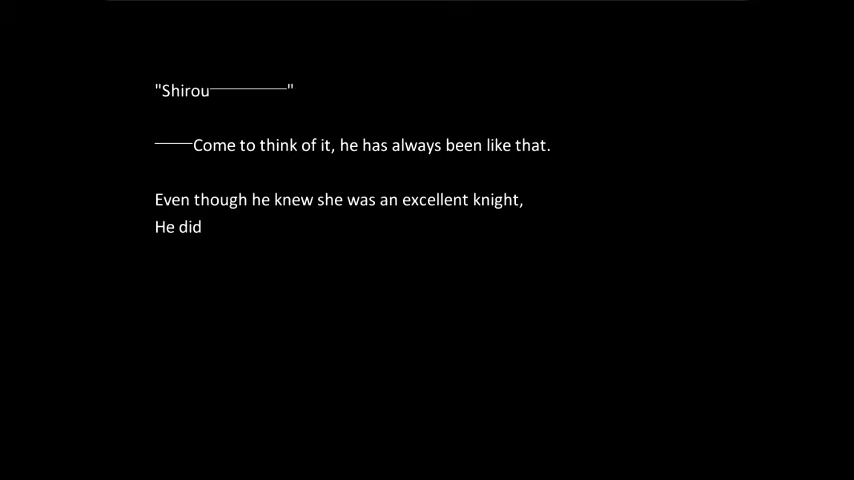 "Shirou――――"
――Come to think of it, he has always been like that.
Even though he knew she was an excellent knight,
He did